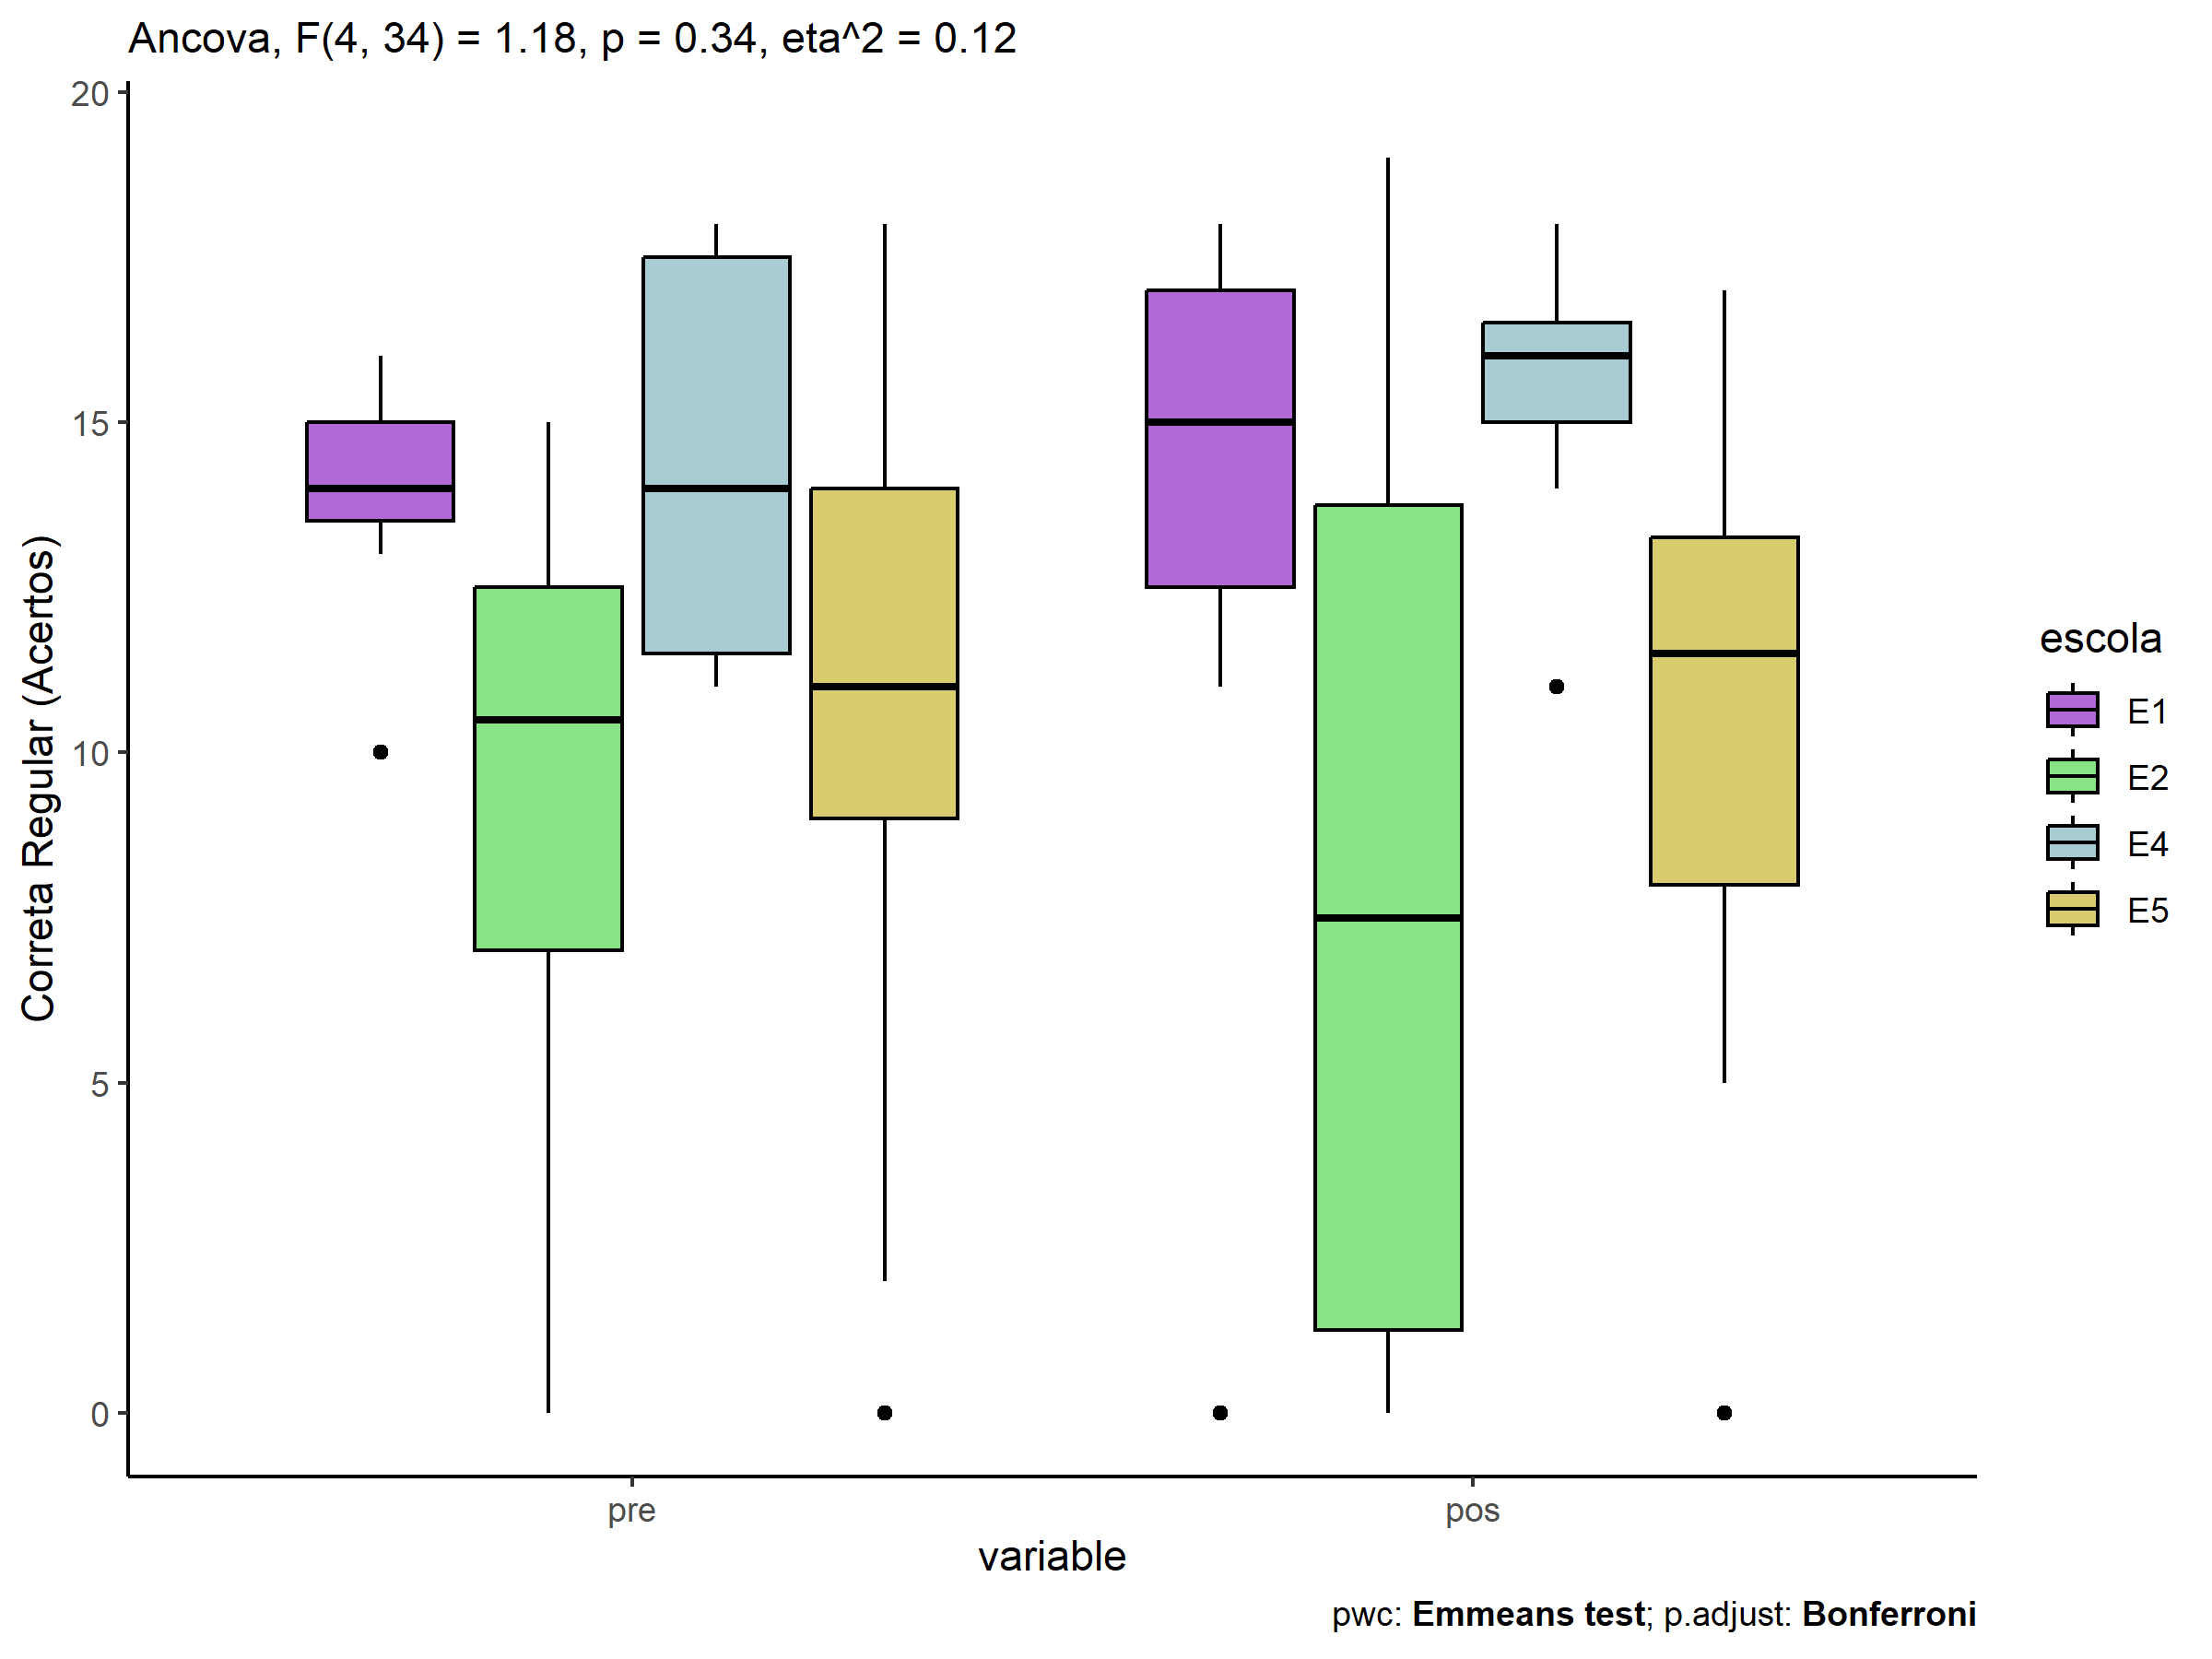 Ancova, F(4, 34) = 1.18, p = 0.34, eta^2 = 0.12
Correta Regular (Acertos)
20
15
10
5
0
pre
pos
variable
escola
E1
E2
E4
E5
pwc: Emmeans test; p.adjust: Bonferroni